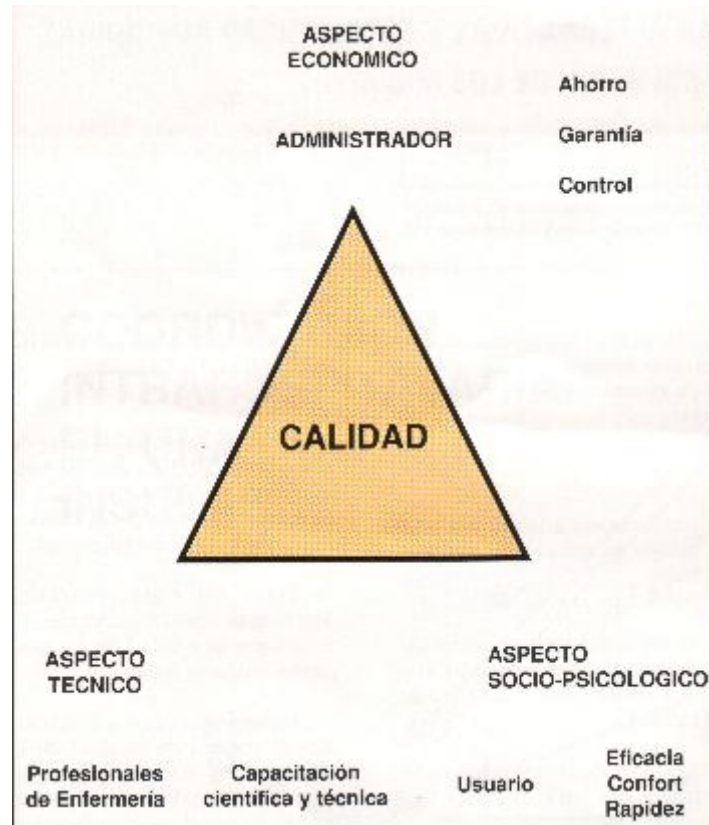 ASPECTO
ECONOMICO
Ahorro
ADMINISTRADOR
Garantía
Control
CALIDAD
ASPECTO
TECNICO
ASPECTO
SOCIO-PSICOLOGICO
Profesionales
de Enfermería
Capacitación
científica y técnica
Usuario
Eficacia
Confort
Rapidez